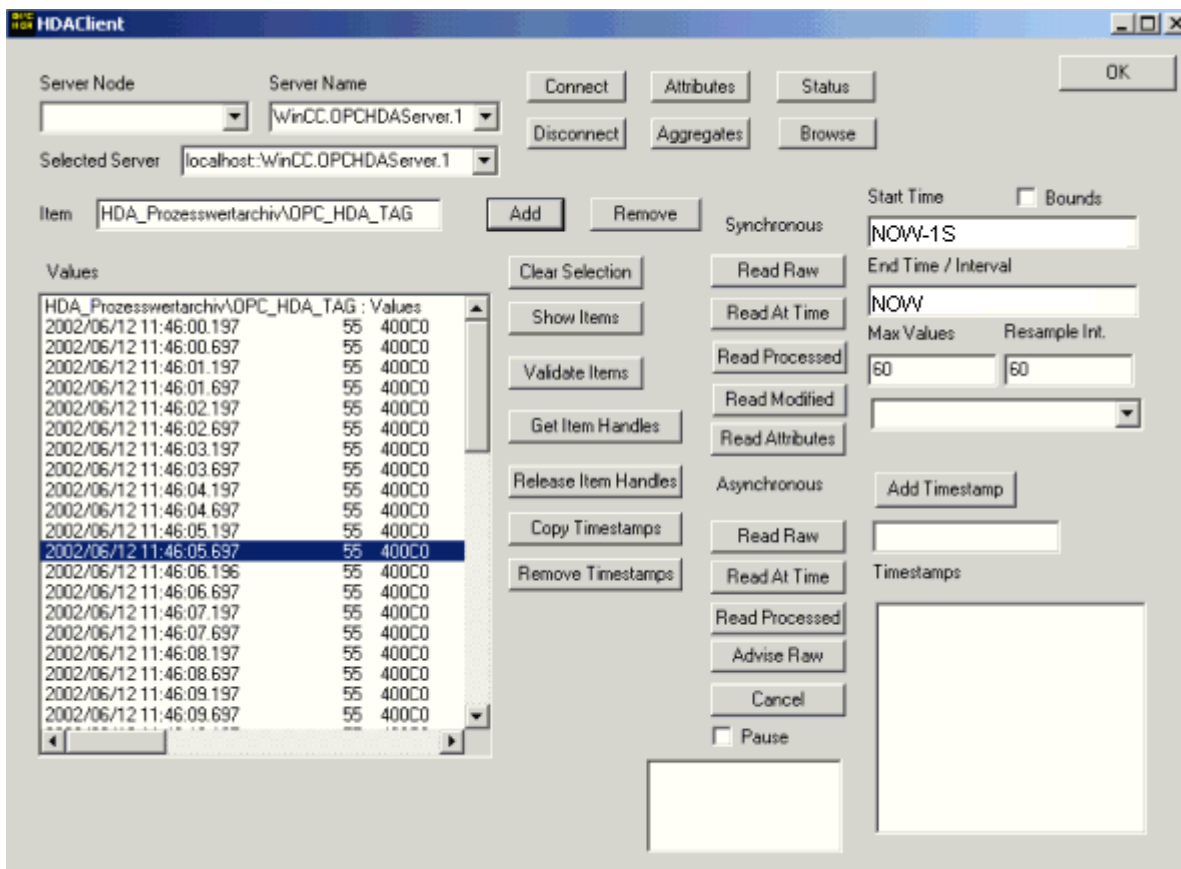 HDAClient
OK
Server Node
Server Name
Connect
Attributes
Status
WinCC.OPCHDAServer.1
Disconnect
Aggregates
Browse
Selected Server
localhost::WinCC.OPCHDAServer.1
Item
HDA_Prozesswertarchiv\OPC_HDA_TAG
Add
Remove
Values
HDA_Prozesswertarchiv\OPC_HDA_TAG : Values
2002/06/12 11:46:00.197 55 400C0
2002/06/12 11:46:00.697 55 400C0
2002/06/12 11:46:01.197 55 400C0
2002/06/12 11:46:01.697 55 400C0
2002/06/12 11:46:02.197 55 400C0
2002/06/12 11:46:02.697 55 400C0
2002/06/12 11:46:03.197 55 400C0
2002/06/12 11:46:03.697 55 400C0
2002/06/12 11:46:04.197 55 400C0
2002/06/12 11:46:04.697 55 400C0
2002/06/12 11:46:05.197 55 400C0
2002/06/12 11:46:05.697 55 400C0
2002/06/12 11:46:06.196 55 400C0
2002/06/12 11:46:06.697 55 400C0
2002/06/12 11:46:07.197 55 400C0
2002/06/12 11:46:07.697 55 400C0
2002/06/12 11:46:08.197 55 400C0
2002/06/12 11:46:08.697 55 400C0
2002/06/12 11:46:09.197 55 400C0
2002/06/12 11:46:09.697 55 400C0
Clear Selection
Show Items
Validate Items
Get Item Handles
Release Item Handles
Copy Timestamps
Remove Timestamps
Synchronous
Read Raw
Read At Time
Read Processed
Read Modified
Read Attributes
Asynchronous
Read Raw
Read At Time
Read Processed
Advise Raw
Cancel
Pause
Start Time
Bounds
NOW-1S
End Time / Interval
NOW
Max Values
Resample Int.
60
60
Add Timestamp
Timestamps